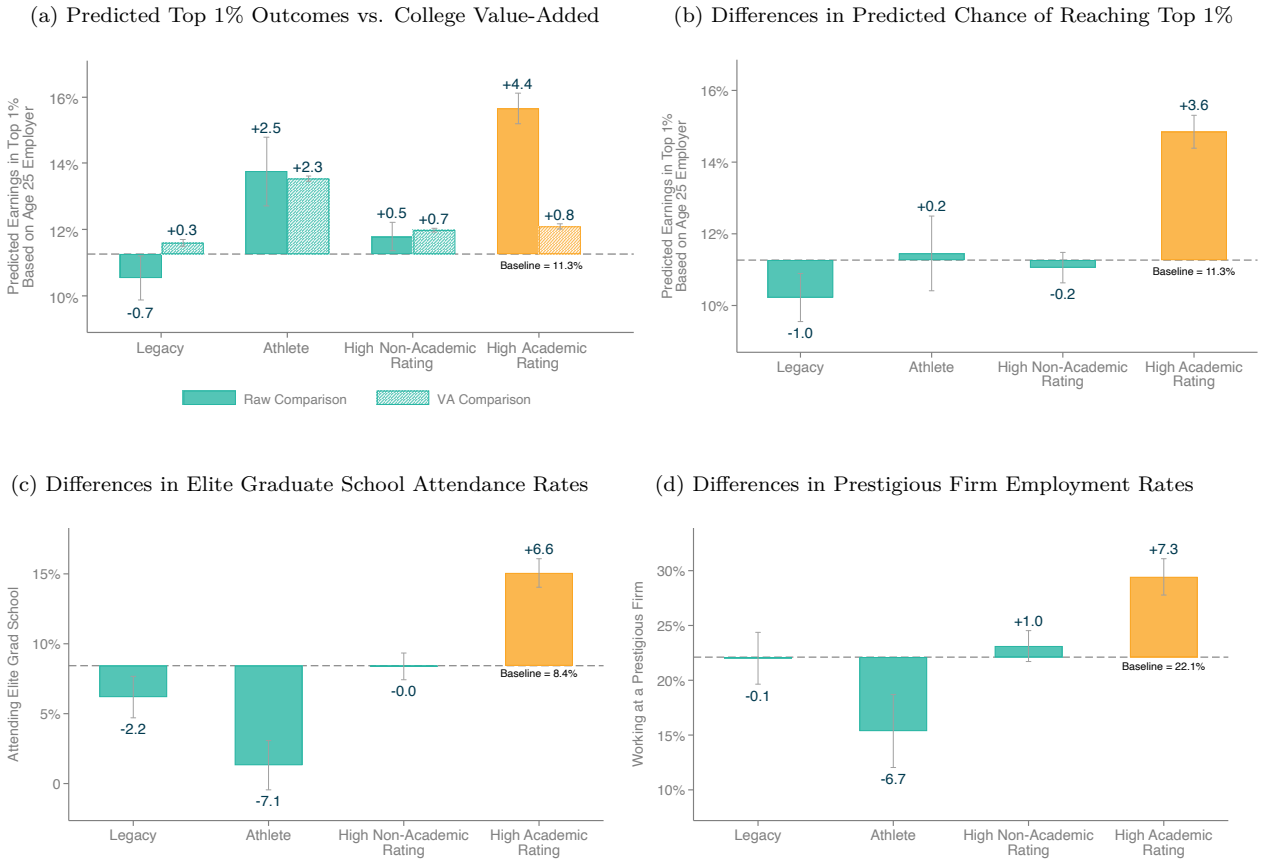 (a) Predicted Top 1% Outcomes vs. College Value-Added
Predicted Earnings in Top 1%
Based on Age 25 Employer
16%
14%
12%
10%
-0.7
+0.3
+2.5
+2.3
+0.5
+0.7
+4.4
+0.8
Baseline = 11.3%
Legacy
Athlete
High Non-Academic
Rating
High Academic
Rating
Raw Comparison
VA Comparison
(b) Differences in Predicted Chance of Reaching Top 1%
Predicted Earnings in Top 1%
Based on Age 25 Employer
16%
14%
12%
10%
-1.0
+0.2
-0.2
+3.6
Baseline = 11.3%
Legacy
Athlete
High Non-Academic
Rating
High Academic
Rating
(c) Differences in Elite Graduate School Attendance Rates
Attending Elite Grad School
15%
10%
5%
0
-2.2
-7.1
-0.0
+6.6
Baseline = 8.4%
Legacy
Athlete
High Non-Academic
Rating
High Academic
Rating
(d) Differences in Prestigious Firm Employment Rates
Working at a Prestigious Firm
30%
25%
20%
15%
10%
-0.1
-6.7
+1.0
+7.3
Baseline = 22.1%
Legacy
Athlete
High Non-Academic
Rating
High Academic
Rating